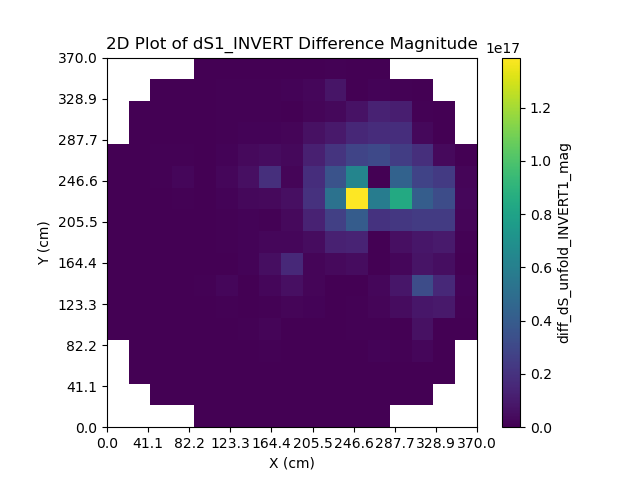 2D Plot of dS1_INVERT Difference Magnitude
1e17
370.0
328.9
287.7
246.6
205.5
164.4
123.3
82.2
41.1
0.0
Y (cm)
0.0 41.1 82.2 123.3 164.4 205.5 246.6 287.7 328.9 370.0
X (cm)
1.2
1.0
0.8
0.6
0.4
0.2
0.0
diff_dS_unfold_INVERT1_mag